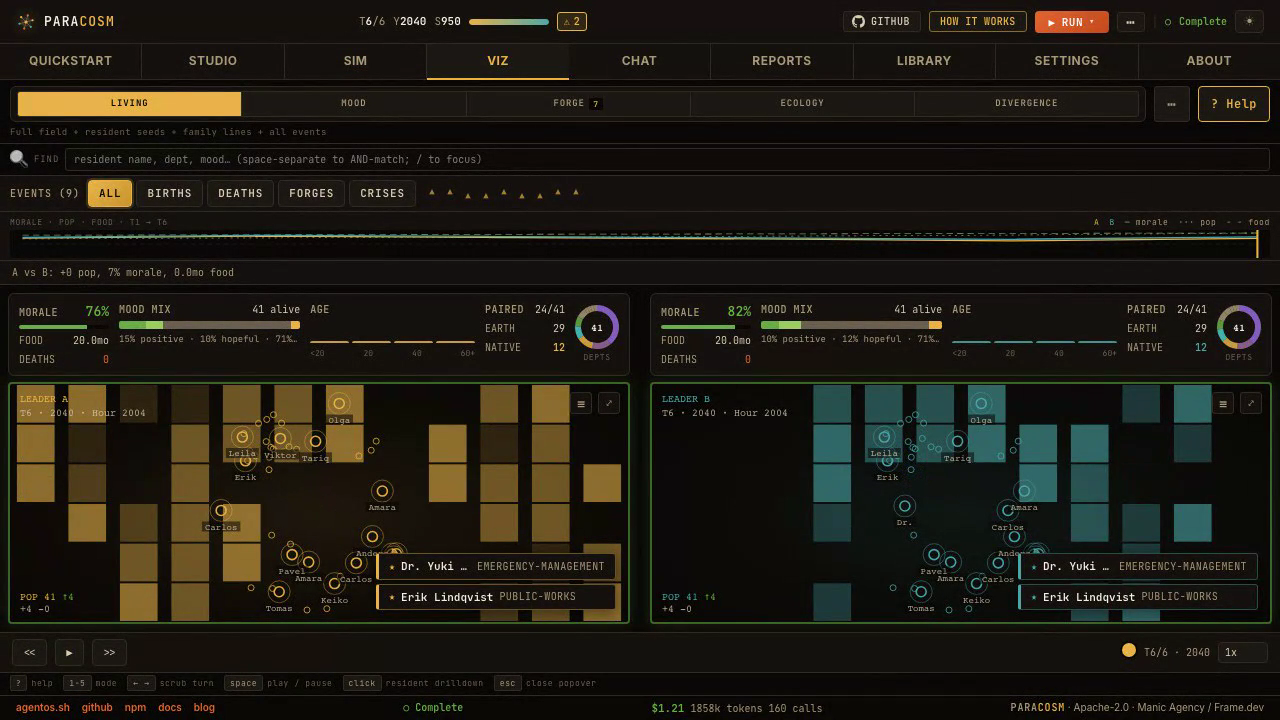 PARACOSM T6/6 Y2040 S950 ⚠ 2 GITHUB HOW IT WORKS ▶ RUN ▾ ⋯ ○ Complete ☀
QUICKSTART STUDIO SIM VIZ CHAT REPORTS LIBRARY SETTINGS ABOUT
LIVING MOOD FORGE 7 ECOLOGY DIVERGENCE ⋯ ? Help
Full field + resident seeds + family lines + all events
FIND resident name, dept, mood… (space-separate to AND-match; / to focus)
EVENTS (9) ALL BIRTHS DEATHS FORGES CRISES
MORALE · POP · FOOD · T1 → T6 A B — morale ··· pop - - food
A vs B: +0 pop, 7% morale, 0.0mo food
MORALE 76%
FOOD 20.0mo
DEATHS 0
MOOD MIX 41 alive
15% positive · 10% hopeful · 71%…
AGE
<20 20 40 60+
PAIRED 24/41
EARTH 29
NATIVE 12
41
DEPTS
MORALE 82%
FOOD 20.0mo
DEATHS 0
MOOD MIX 41 alive
10% positive · 12% hopeful · 71%…
AGE
<20 20 40 60+
PAIRED 24/41
EARTH 29
NATIVE 12
41
DEPTS
LEADER A
T6 · 2040 · Hour 2004
Olga
Leila
Viktor
Tariq
Erik
Amara
Carlos
Pavel
Amara
Carlos
Tomas
Keiko
★ Dr. Yuki … EMERGENCY-MANAGEMENT
★ Erik Lindqvist PUBLIC-WORKS
POP 41 ↑4
+4 −0
LEADER B
T6 · 2040 · Hour 2004
Olga
Leila
Tariq
Erik
Amara
Dr.
Carlos
Pavel
Amara
Carlos
Tomas
Keiko
★ Dr. Yuki … EMERGENCY-MANAGEMENT
★ Erik Lindqvist PUBLIC-WORKS
POP 41 ↑4
+4 −0
<< ▶ >> T6/6 · 2040 1x
? help 1-5 mode ← → scrub turn space play / pause click resident drilldown esc close popover
agentos.sh github npm docs blog ○ Complete $1.21 1858k tokens 160 calls PARACOSM · Apache-2.0 · Manic Agency / Frame.dev